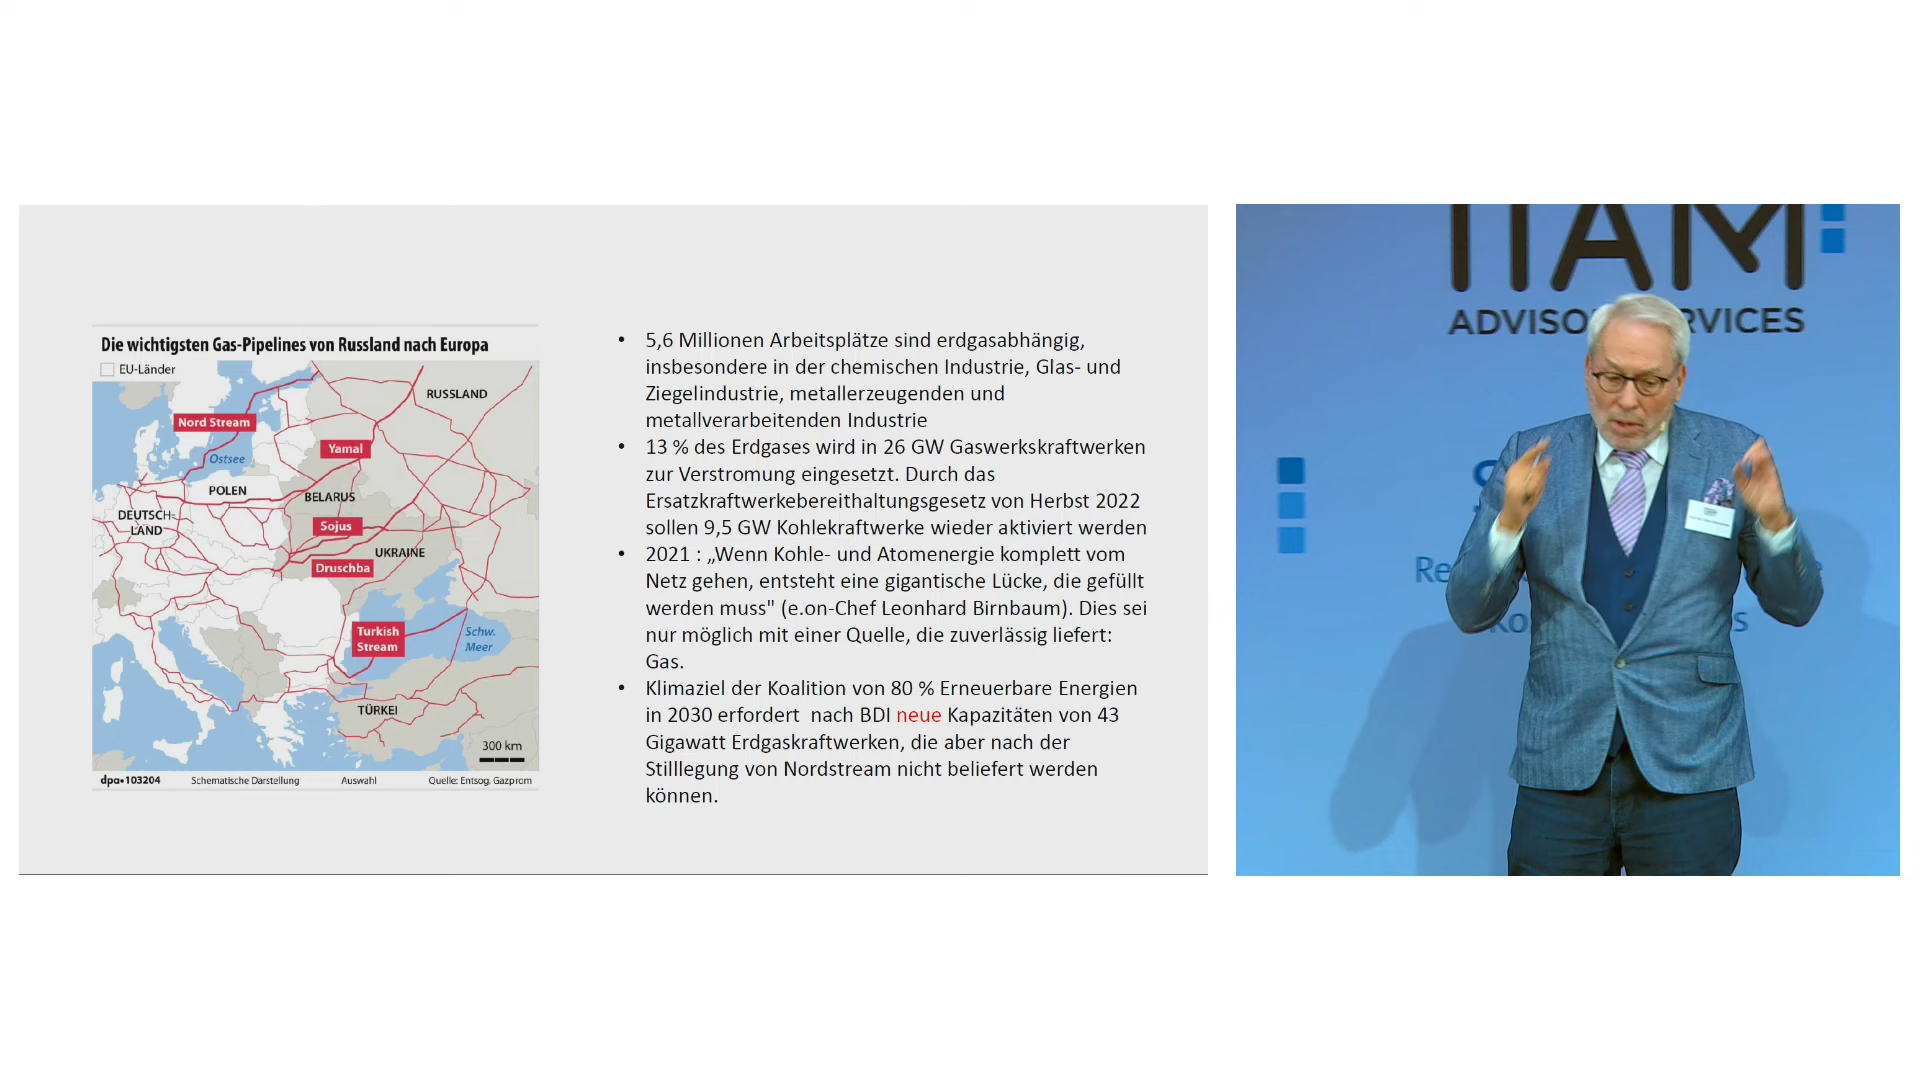 Die wichtigsten Gas-Pipelines von Russland nach Europa
EU-Länder
RUSSLAND
Nord Stream
Yamal
Ostsee
POLEN
BELARUS
DEUTSCH-
LAND
Sojus
UKRAINE
Druschba
Turkish
Stream
Schw.
Meer
TÜRKEI
300 km
dpa•103204 Schematische Darstellung Auswahl Quelle: Entsog, Gazprom
• 5,6 Millionen Arbeitsplätze sind erdgasabhängig,
insbesondere in der chemischen Industrie, Glas- und
Ziegelindustrie, metallerzeugenden und
metallverarbeitenden Industrie
• 13 % des Erdgases wird in 26 GW Gaswerkskraftwerken
zur Verstromung eingesetzt. Durch das
Ersatzkraftwerkebereithaltungsgesetz von Herbst 2022
sollen 9,5 GW Kohlekraftwerke wieder aktiviert werden
• 2021 : „Wenn Kohle- und Atomenergie komplett vom
Netz gehen, entsteht eine gigantische Lücke, die gefüllt
werden muss" (e.on-Chef Leonhard Birnbaum). Dies sei
nur möglich mit einer Quelle, die zuverlässig liefert:
Gas.
• Klimaziel der Koalition von 80 % Erneuerbare Energien
in 2030 erfordert nach BDI neue Kapazitäten von 43
Gigawatt Erdgaskraftwerken, die aber nach der
Stilllegung von Nordstream nicht beliefert werden
können.